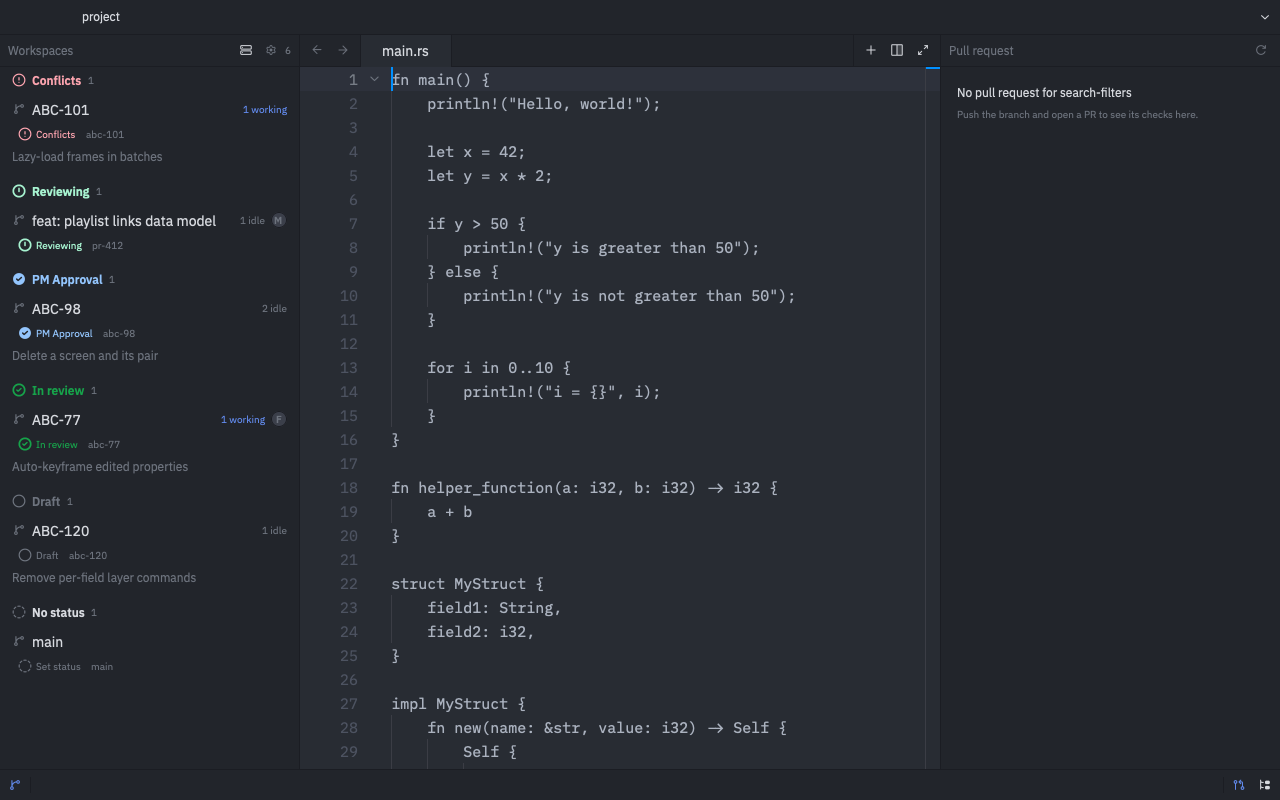 project
Workspaces
6
Conflicts 1
ABC-101
1 working
Conflicts abc-101
Lazy-load frames in batches
Reviewing 1
feat: playlist links data model
1 idle M
Reviewing pr-412
PM Approval 1
ABC-98
2 idle
PM Approval abc-98
Delete a screen and its pair
In review 1
ABC-77
1 working F
In review abc-77
Auto-keyframe edited properties
Draft 1
ABC-120
1 idle
Draft abc-120
Remove per-field layer commands
No status 1
main
Set status main
main.rs
1 fn main() {
2     println!("Hello, world!");
3
4     let x = 42;
5     let y = x * 2;
6
7     if y > 50 {
8         println!("y is greater than 50");
9     } else {
10         println!("y is not greater than 50");
11     }
12
13     for i in 0..10 {
14         println!("i = {}", i);
15     }
16 }
17
18 fn helper_function(a: i32, b: i32) -> i32 {
19     a + b
20 }
21
22 struct MyStruct {
23     field1: String,
24     field2: i32,
25 }
26
27 impl MyStruct {
28     fn new(name: &str, value: i32) -> Self {
29         Self {
Pull request
No pull request for search-filters
Push the branch and open a PR to see its checks here.